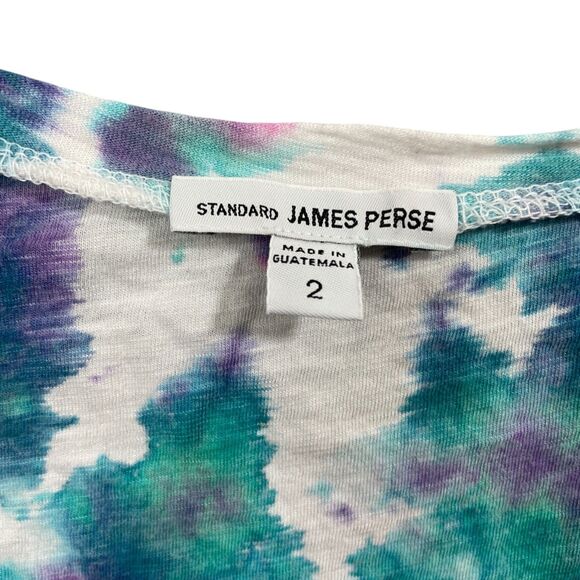 STANDARD JAMES PERSE
MADE IN
GUATEMALA
2